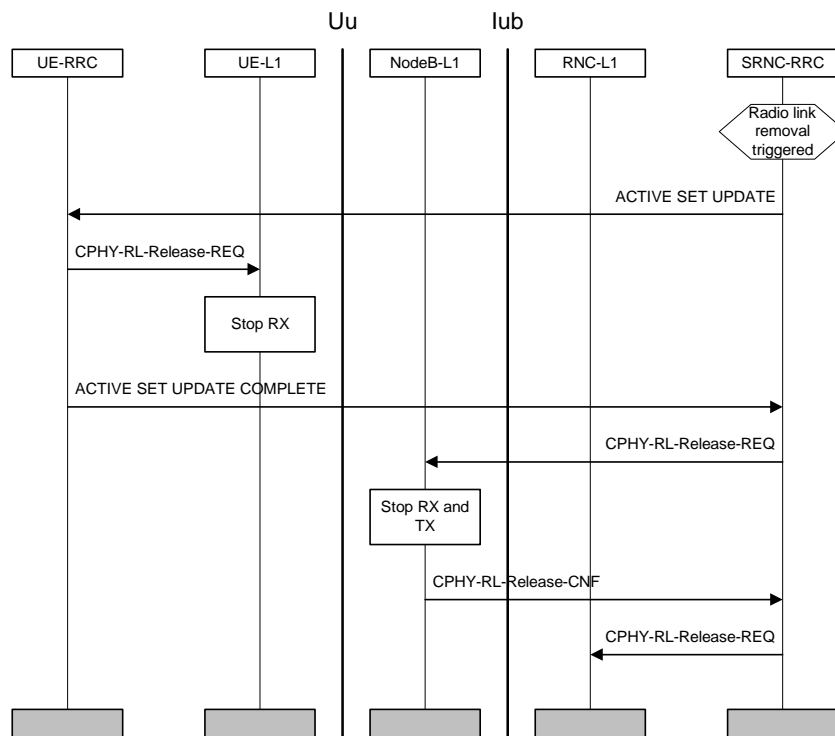 Uu
Iub
UE-RRC
UE-L1
NodeB-L1
RNC-L1
SRNC-RRC
Radio link
removal
triggered
ACTIVE SET UPDATE
CPHY-RL-Release-REQ
Stop RX
ACTIVE SET UPDATE COMPLETE
CPHY-RL-Release-REQ
Stop RX and
TX
CPHY-RL-Release-CNF
CPHY-RL-Release-REQ